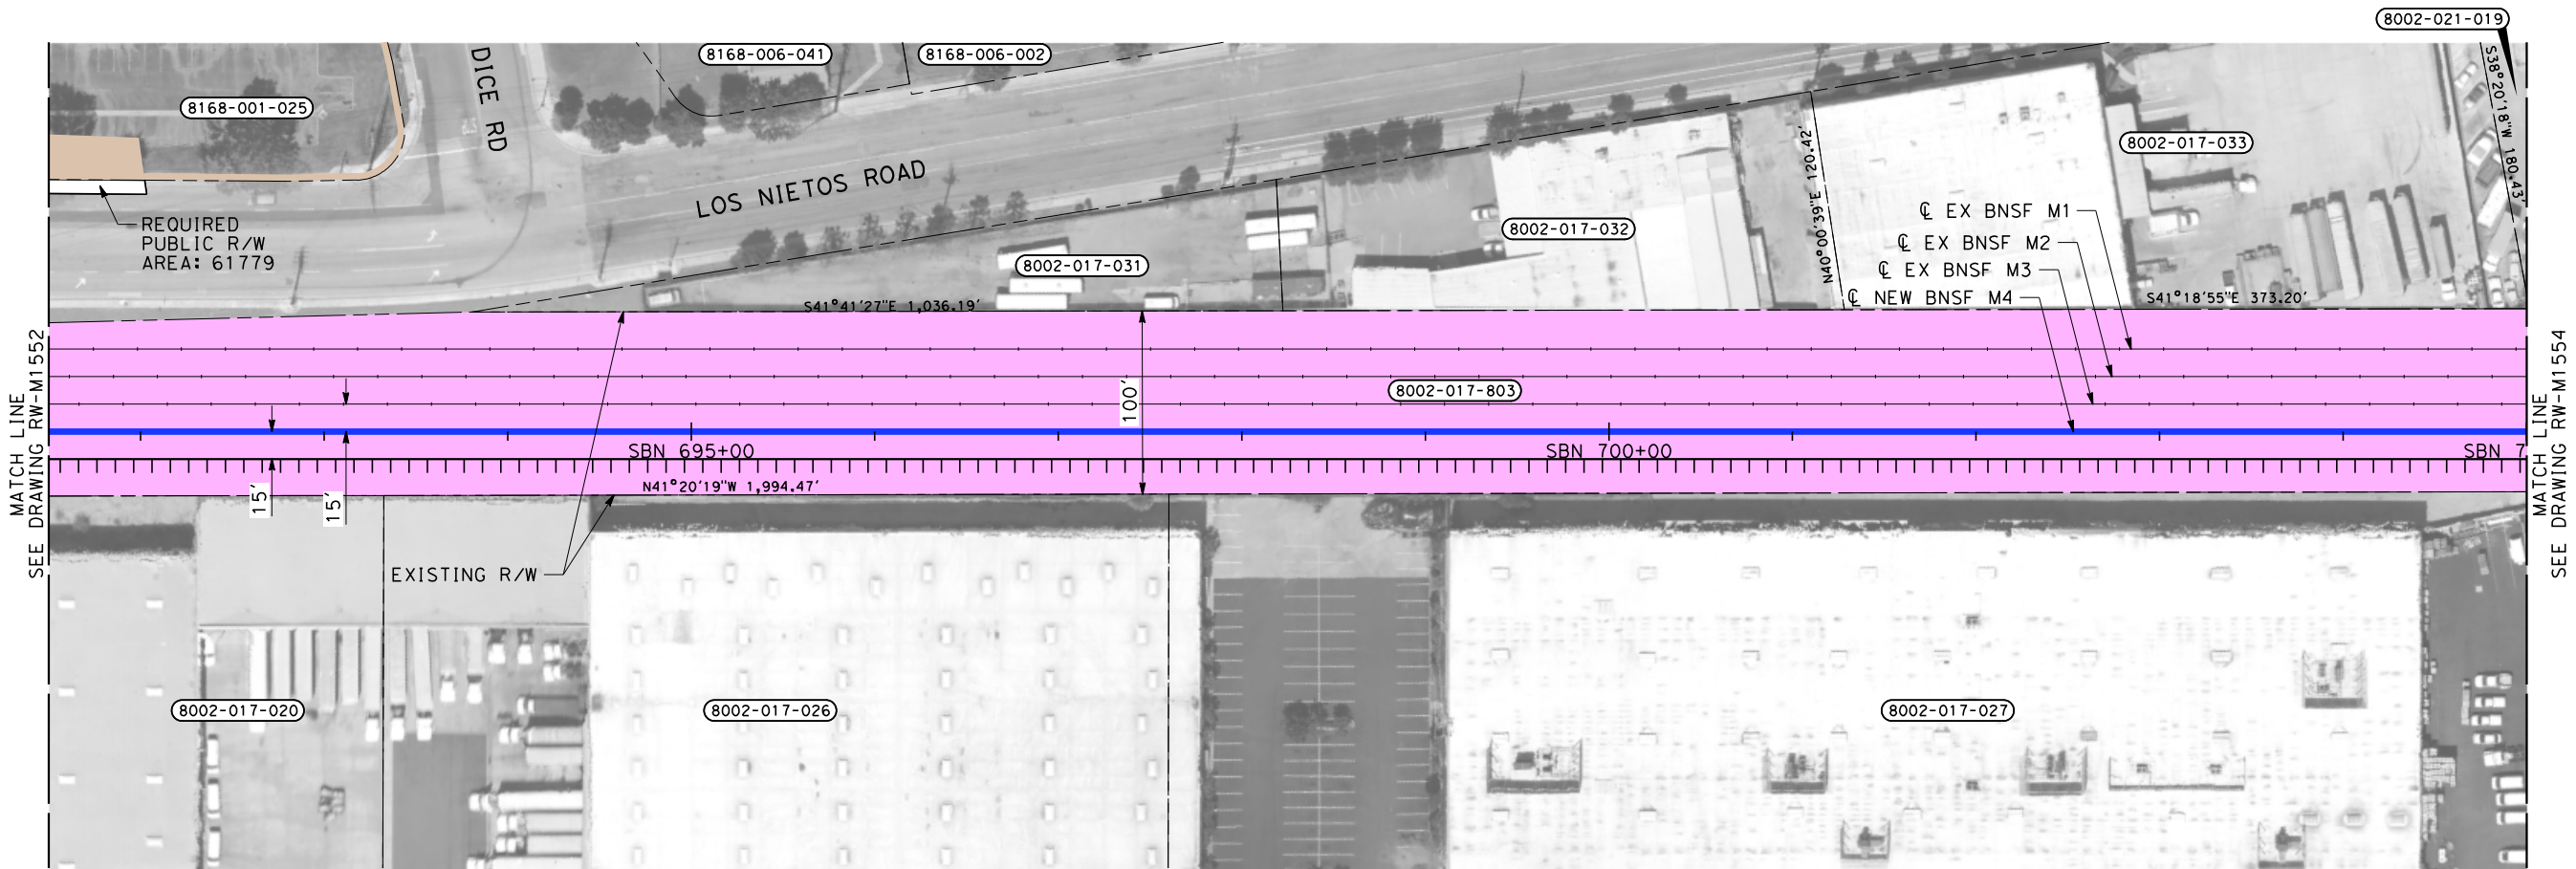 8002-021-019
8168-001-025
DICE RD
8168-006-041
8168-006-002
8002-017-033
S38°20'18"W 180.43'
LOS NIETOS ROAD
REQUIRED
PUBLIC R/W
AREA: 61779
8002-017-031
8002-017-032
N40°00'39"E 120.42'
℄ EX BNSF M1
℄ EX BNSF M2
℄ EX BNSF M3
℄ NEW BNSF M4
S41°41'27"E 1,036.19'
S41°18'55"E 373.20'
MATCH LINE
SEE DRAWING RW-M1552
100'
8002-017-803
SBN 695+00
SBN 700+00
SBN 7
N41°20'19"W 1,994.47'
15'
15'
MATCH LINE
SEE DRAWING RW-M1554
EXISTING R/W
8002-017-020
8002-017-026
8002-017-027